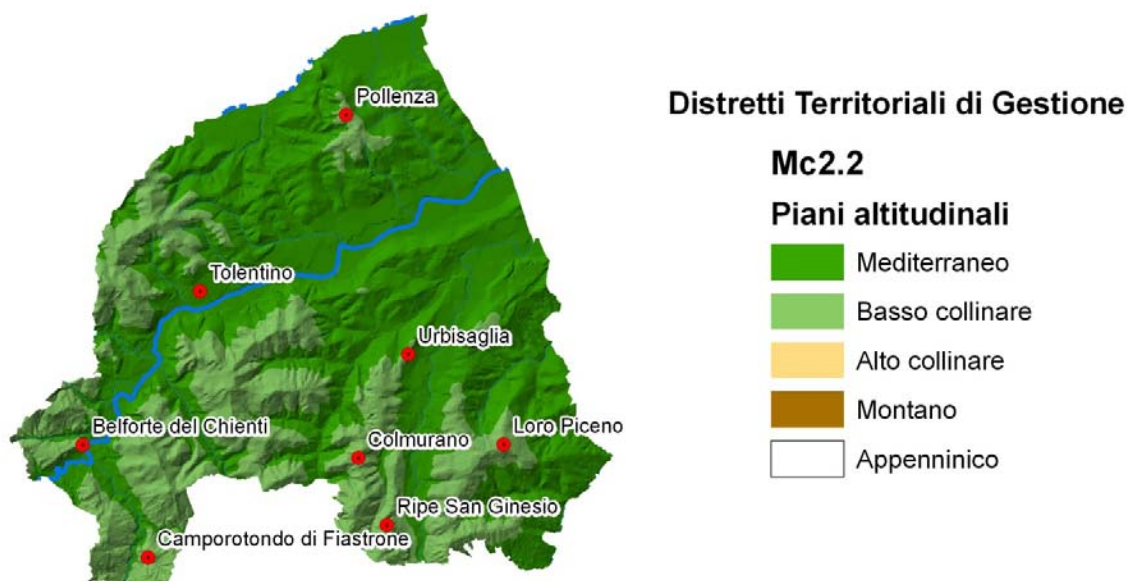 Pollenza
Tolentino
Urbisaglia
Belforte del Chienti
Colmurano
Loro Piceno
Ripe San Ginesio
Camporotondo di Fiastrone
Distretti Territoriali di Gestione
Mc2.2
Piani altitudinali
Mediterraneo
Basso collinare
Alto collinare
Montano
Appenninico